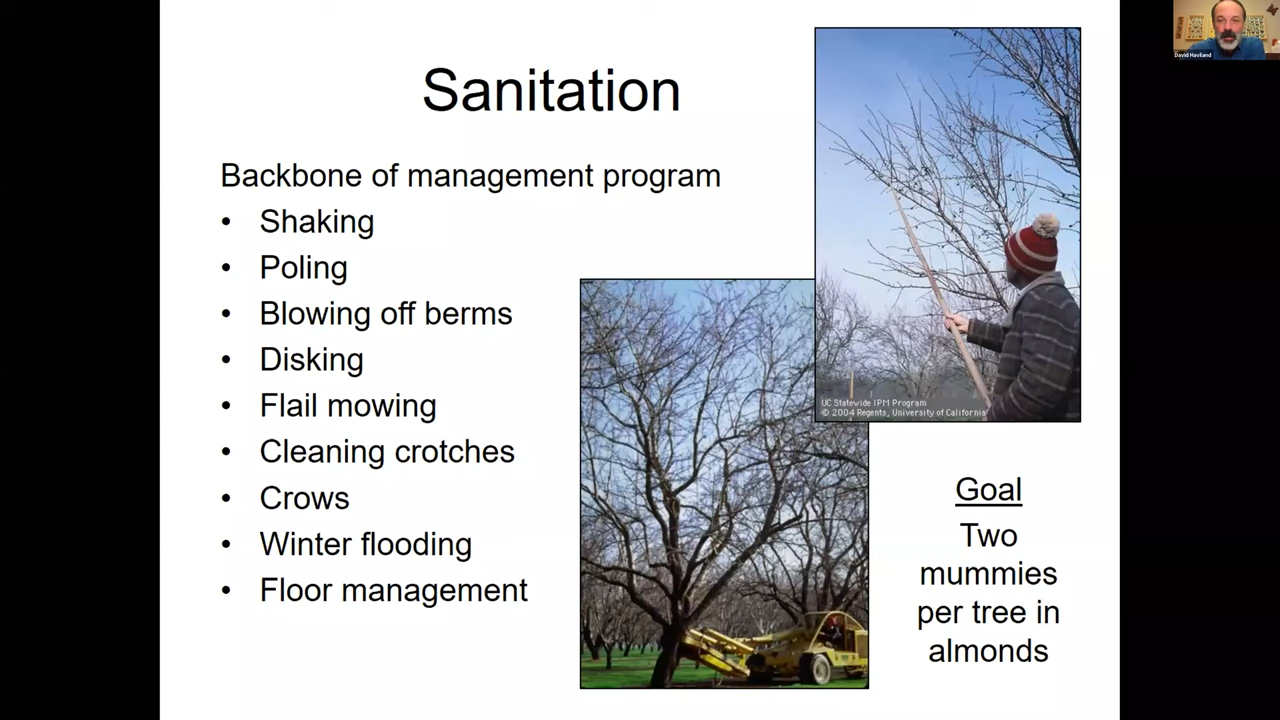 Sanitation
Backbone of management program
• Shaking
• Poling
• Blowing off berms
• Disking
• Flail mowing
• Cleaning crotches
• Crows
• Winter flooding
• Floor management
UC Statewide IPM Program
© 2004 Regents, University of California
Goal
Two
mummies
per tree in
almonds
David Haviland